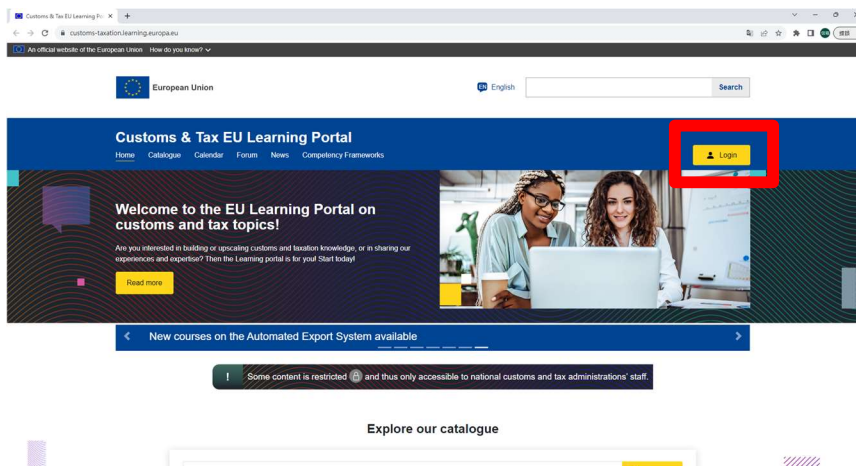 Customs & Tax EU Learning Po
customs-taxation.learning.europa.eu
An official website of the European Union How do you know?
European Union
EN English
Search
Customs & Tax EU Learning Portal
Home Catalogue Calendar Forum News Competency Frameworks
Login
Welcome to the EU Learning Portal on
customs and tax topics!
Are you interested in building or upscaling customs and taxation knowledge, or in sharing our
experiences and expertise? Then the Learning portal is for you! Start today!
Read more
New courses on the Automated Export System available
! Some content is restricted and thus only accessible to national customs and tax administrations' staff.
Explore our catalogue